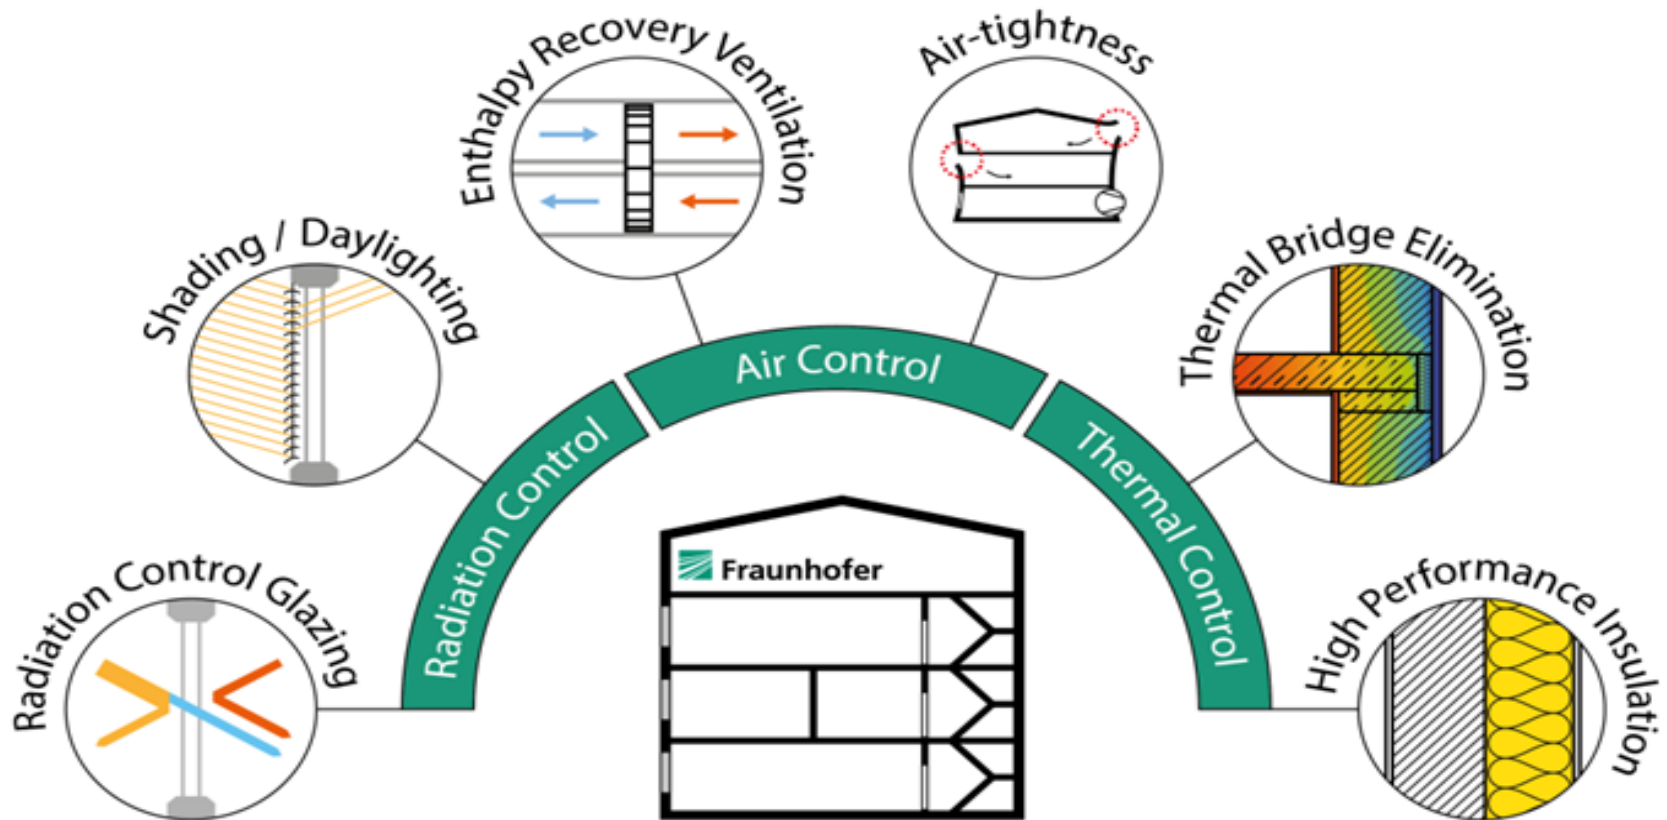 Enthalpy Recovery Ventilation
Air-tightness
Shading / Daylighting
Thermal Bridge Elimination
Air Control
Radiation Control
Thermal Control
Radiation Control Glazing
High Performance Insulation
Fraunhofer